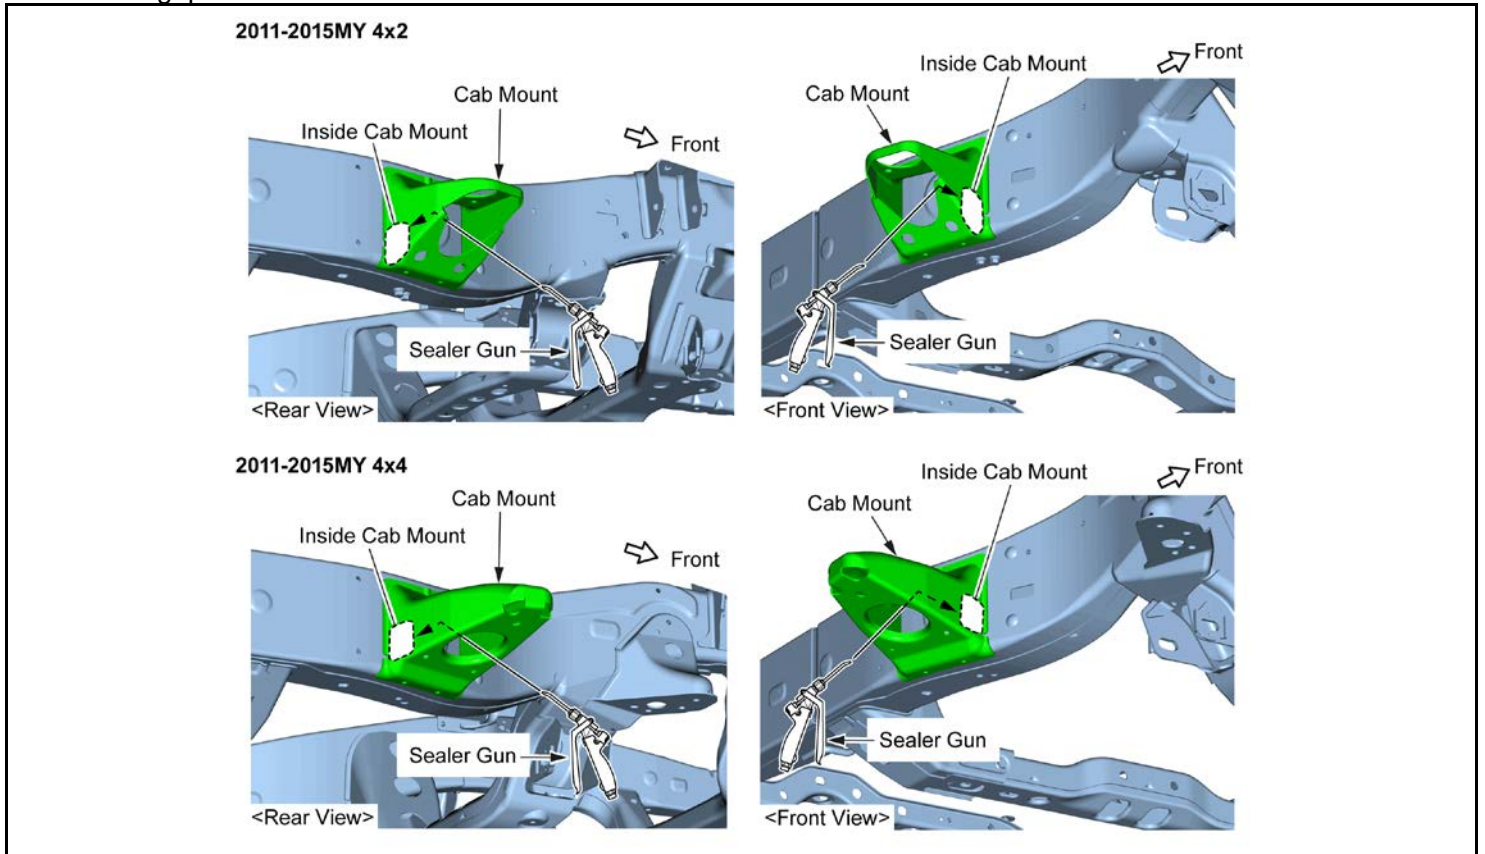 2011-2015MY 4x2
Cab Mount
Inside Cab Mount
Front
Sealer Gun
<Rear View>
Front
Inside Cab Mount
Cab Mount
Sealer Gun
<Front View>
2011-2015MY 4x4
Cab Mount
Inside Cab Mount
Front
Sealer Gun
<Rear View>
Front
Inside Cab Mount
Cab Mount
Sealer Gun
<Front View>